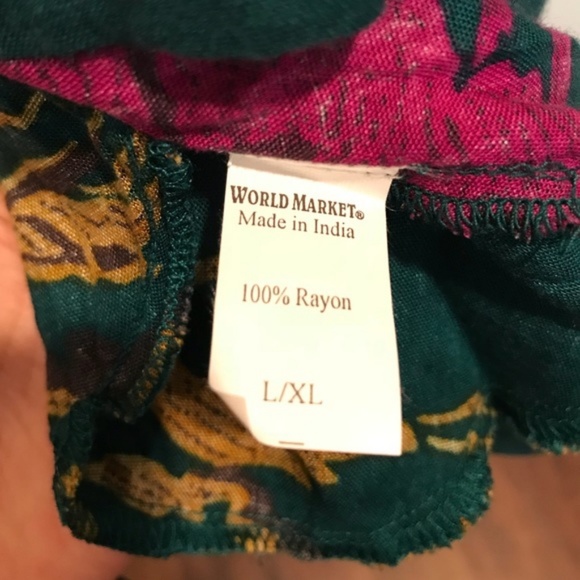 WORLD MARKET®
Made in India
100% Rayon
L/XL